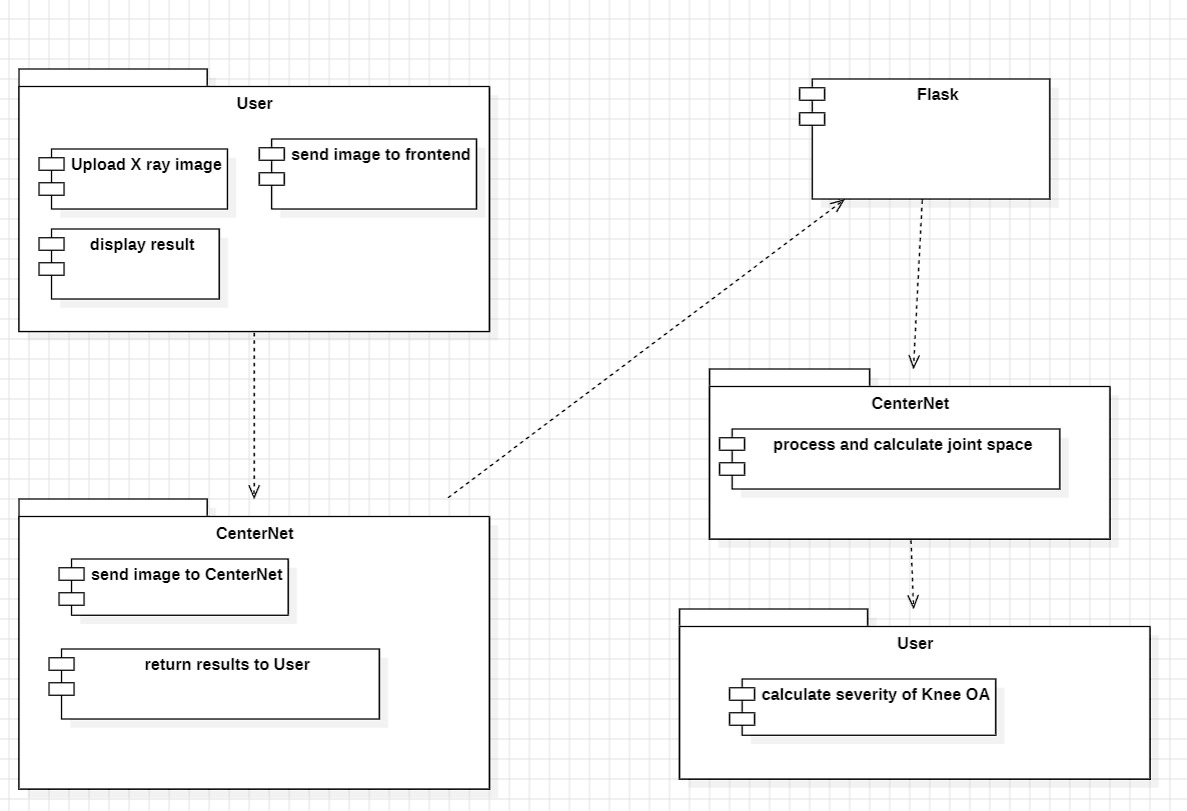 User
Upload X ray image
send image to frontend
display result
CenterNet
send image to CenterNet
return results to User
Flask
CenterNet
process and calculate joint space
User
calculate severity of Knee OA